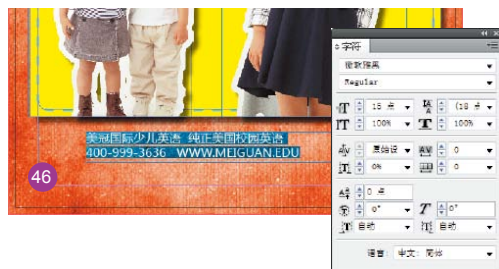 美冠国际少儿英语 纯正美国校园英语
400-999-3636 WWW.MEIGUAN.EDU
46
字符
微软雅黑
Regular
15 点
(18 点
100%
100%
原始设
0
0%
0
0 点
0°
0°
自动
自动
语言: 中文: 简体